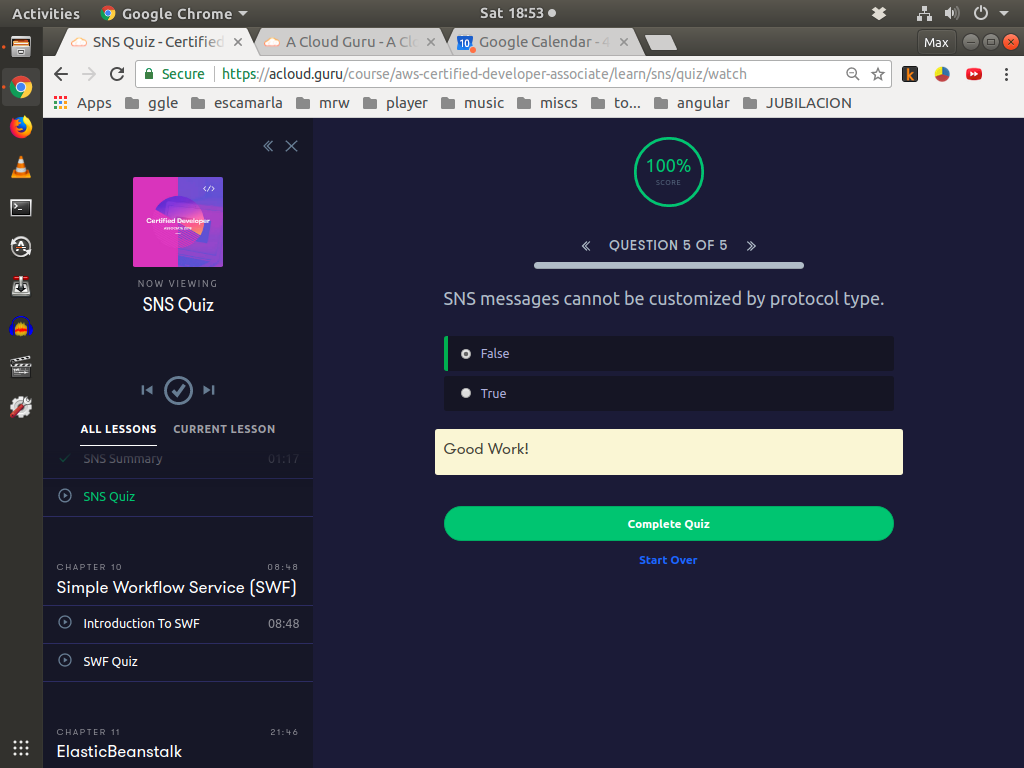 Activities Google Chrome Sat 18:53
SNS Quiz - Certified A Cloud Guru - A Clo Google Calendar - 4 Max
Secure https://acloud.guru/course/aws-certified-developer-associate/learn/sns/quiz/watch
Apps ggle escamarla mrw player music miscs to... angular JUBILACION
</>
Certified Developer
NOW VIEWING
SNS Quiz
ALL LESSONS CURRENT LESSON
SNS Summary 01:17
SNS Quiz
CHAPTER 10 08:48
Simple Workflow Service (SWF)
Introduction To SWF 08:48
SWF Quiz
CHAPTER 11 21:46
ElasticBeanstalk
100%
SCORE
« QUESTION 5 OF 5 »
SNS messages cannot be customized by protocol type.
False
True
Good Work!
Complete Quiz
Start Over